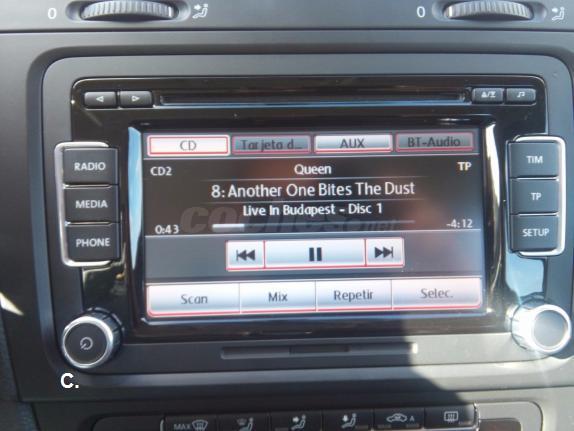 0
0
CD Tarjeta d... AUX BT-Audio
CD2 Queen TP
8: Another One Bites The Dust
Live In Budapest - Disc 1
0:43 -4:12
Scan Mix Repetir Selec.
RADIO
MEDIA
PHONE
TIM
TP
SETUP
C.
MAX
A